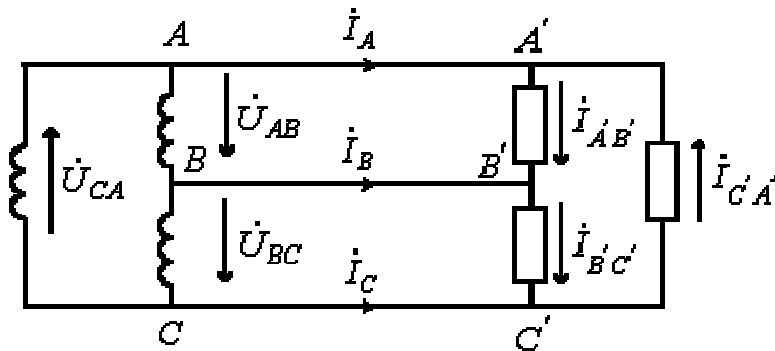 A İ_A A′
U̇_AB İ_A′B′
B İ_B B′
U̇_CA İ_C′A′
U̇_BC İ_B′C′
İ_C
C C′